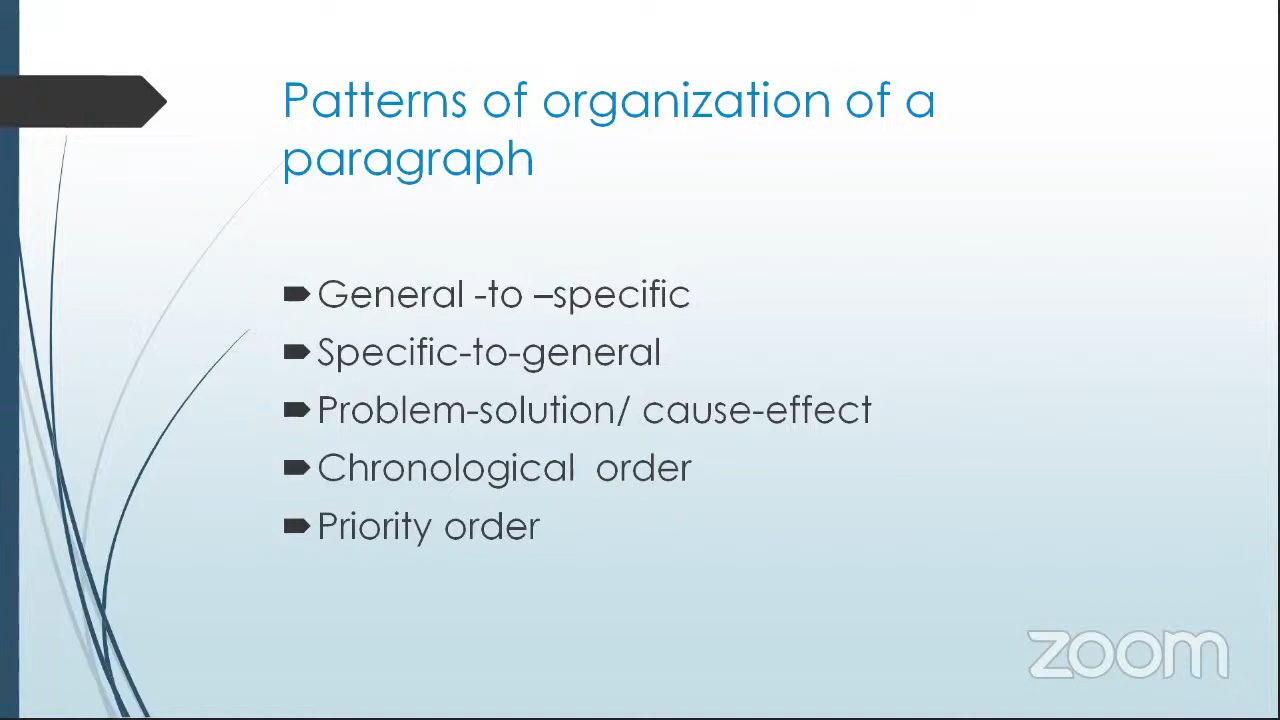 Patterns of organization of a
paragraph
General -to –specific
Specific-to-general
Problem-solution/ cause-effect
Chronological  order
Priority order
zoom